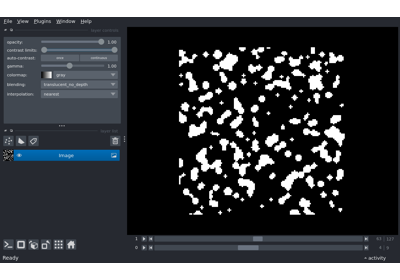 File View Plugins Window Help
opacity: 1.00
contrast limits:
auto-contrast: once continuous
gamma: 1.00
colormap: gray
blending: translucent_no_depth
interpolation: nearest
Image
1
0
Ready
activity